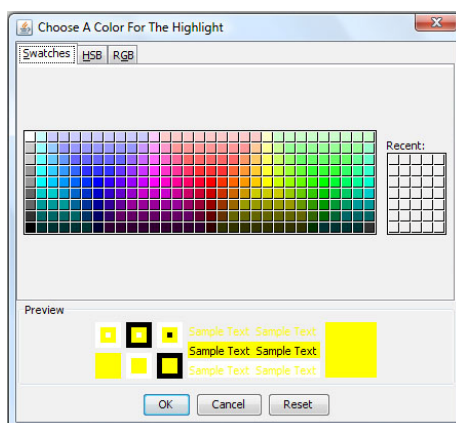 Choose A Color For The Highlight
Swatches HSB RGB
Recent:
Preview
Sample Text Sample Text
Sample Text Sample Text
Sample Text Sample Text
OK Cancel Reset